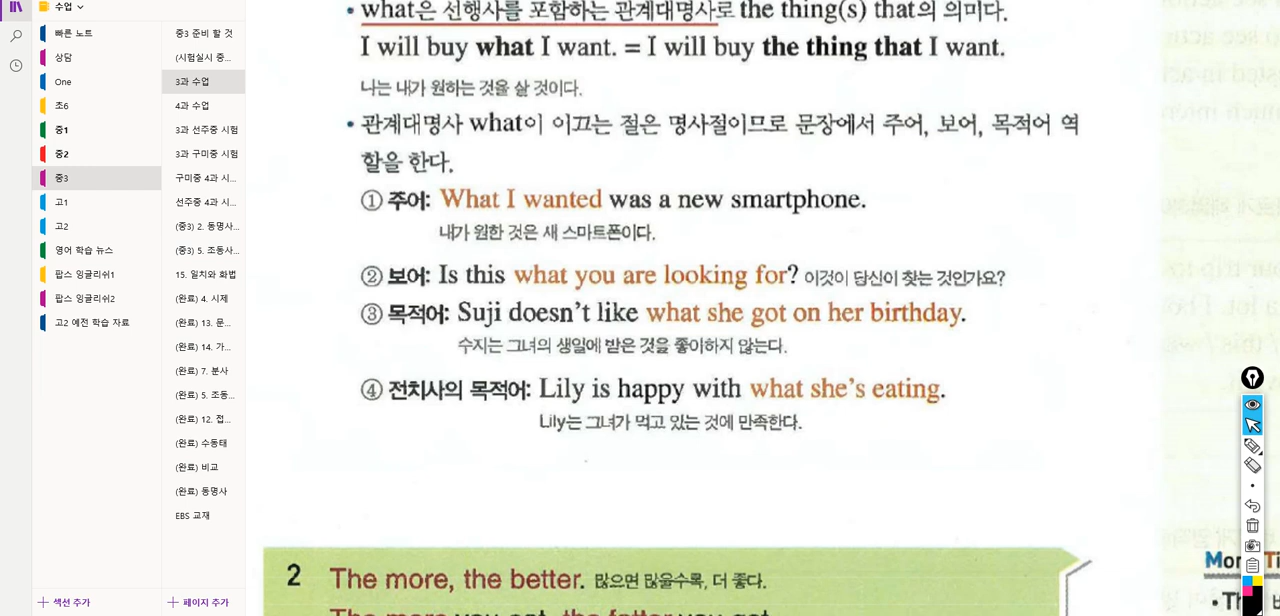 수업
빠른 노트
상담
One
초6
중1
중2
중3
고1
고2
영어 학습 뉴스
팝스 잉글리쉬1
팝스 잉글리쉬2
고2 예전 학습 자료
섹션 추가
중3 준비 할 것
(시험실시 중...
3과 수업
4과 수업
3과 선주중 시험
3과 구미중 시험
구미중 4과 시...
선주중 4과 시...
(중3) 2. 동명사...
(중3) 5. 조동사...
15. 일치와 화법
(완료) 4. 시제
(완료) 13. 문...
(완료) 14. 가...
(완료) 7. 분사
(완료) 5. 조동...
(완료) 12. 접...
(완료) 수동태
(완료) 비교
(완료) 동명사
EBS 교재
페이지 추가
• what은 선행사를 포함하는 관계대명사로 the thing(s) that의 의미다.
I will buy what I want. = I will buy the thing that I want.
나는 내가 원하는 것을 살 것이다.
• 관계대명사 what이 이끄는 절은 명사절이므로 문장에서 주어, 보어, 목적어 역
할을 한다.
① 주어: What I wanted was a new smartphone.
내가 원한 것은 새 스마트폰이다.
② 보어: Is this what you are looking for? 이것이 당신이 찾는 것인가요?
③ 목적어: Suji doesn't like what she got on her birthday.
수지는 그녀의 생일에 받은 것을 좋아하지 않는다.
④ 전치사의 목적어: Lily is happy with what she's eating.
Lily는 그녀가 먹고 있는 것에 만족한다.
2 The more, the better. 많으면 많을수록, 더 좋다.
The more you eat, the fatter you get.